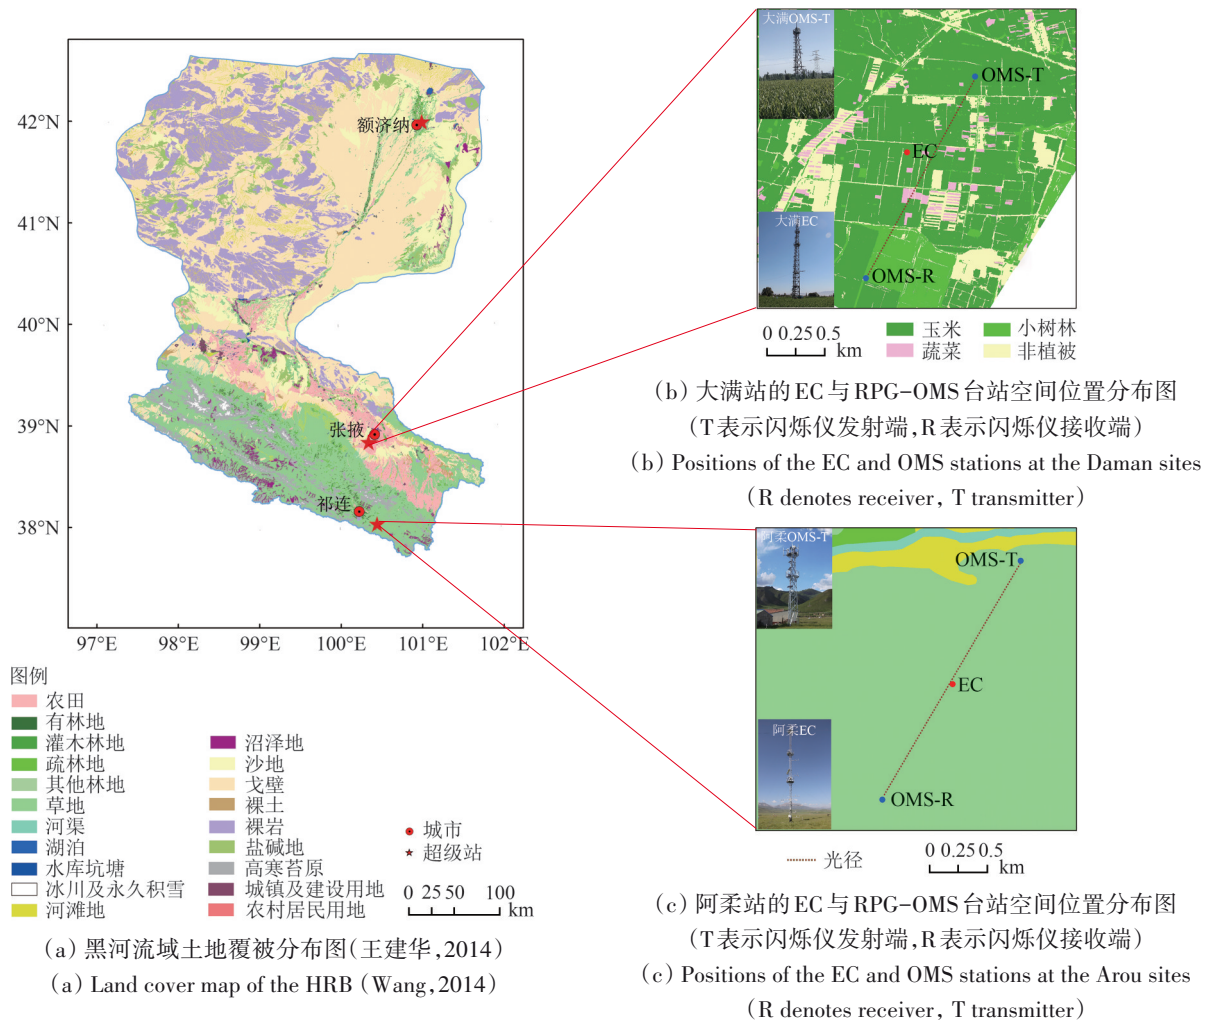 42°N
41°N
40°N
39°N
38°N
97°E 98°E 99°E 100°E 101°E 102°E
额济纳
张掖
祁连
图例
农田
有林地
灌木林地
疏林地
其他林地
草地
河渠
湖泊
水库坑塘
冰川及永久积雪
河滩地
沼泽地
沙地
戈壁
裸土
裸岩
盐碱地
高寒苔原
城镇及建设用地
农村居民用地
城市
超级站
0 25 50 100
km
(a) 黑河流域土地覆被分布图(王建华,2014)
(a) Land cover map of the HRB (Wang,2014)
大满OMS-T
OMS-T
EC
大满EC
OMS-R
0 0.25 0.5
km
玉米 小树林
蔬菜 非植被
(b) 大满站的EC与RPG-OMS台站空间位置分布图
(T表示闪烁仪发射端,R表示闪烁仪接收端)
(b) Positions of the EC and OMS stations at the Daman sites
(R denotes receiver, T transmitter)
阿柔OMS-T
OMS-T
EC
阿柔EC
OMS-R
光径
0 0.25 0.5
km
(c) 阿柔站的EC与RPG-OMS台站空间位置分布图
(T表示闪烁仪发射端,R表示闪烁仪接收端)
(c) Positions of the EC and OMS stations at the Arou sites
(R denotes receiver, T transmitter)